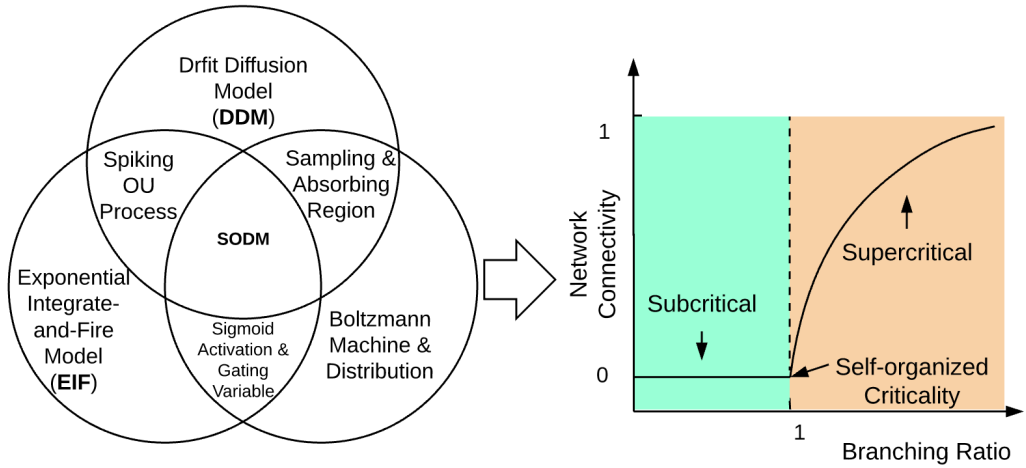 Drfit Diffusion
Model
(DDM)
Spiking
OU
Process
Sampling &
Absorbing
Region
SODM
Exponential
Integrate-
and-Fire
Model
(EIF)
Sigmoid
Activation &
Gating
Variable
Boltzmann
Machine &
Distribution
Network
Connectivity
1
0
Subcritical
Supercritical
Self-organized
Criticality
1
Branching Ratio